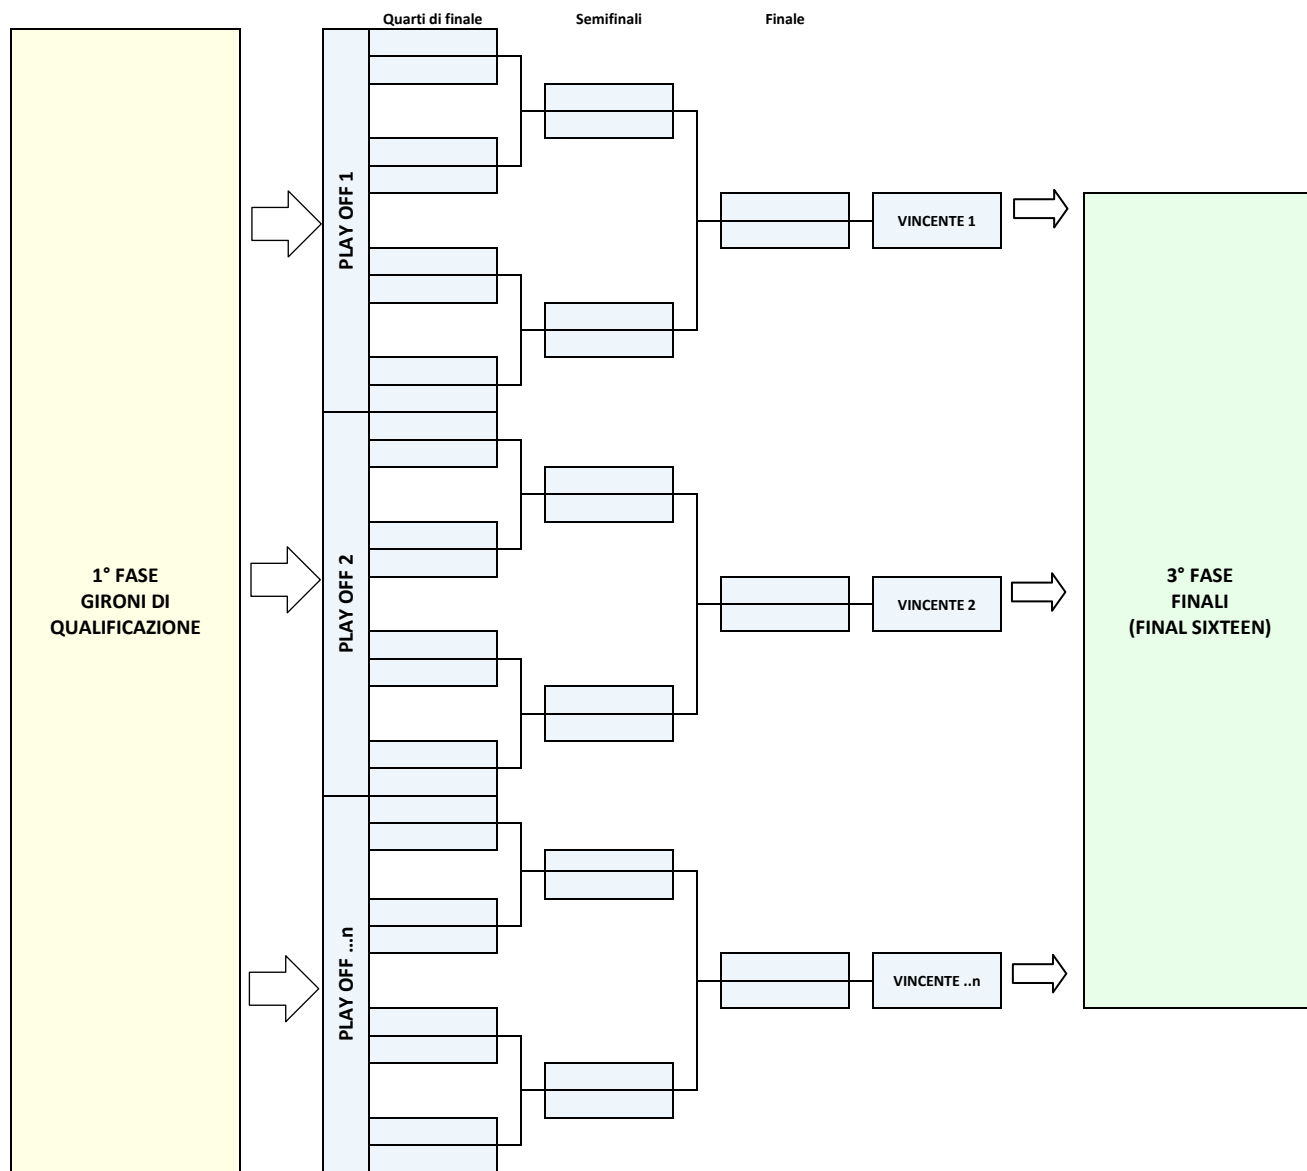 Quarti di finale
Semifinali
Finale
1° FASE
GIRONI DI
QUALIFICAZIONE
PLAY OFF 1
VINCENTE 1
PLAY OFF 2
VINCENTE 2
PLAY OFF ...n
VINCENTE ..n
3° FASE
FINALI
(FINAL SIXTEEN)